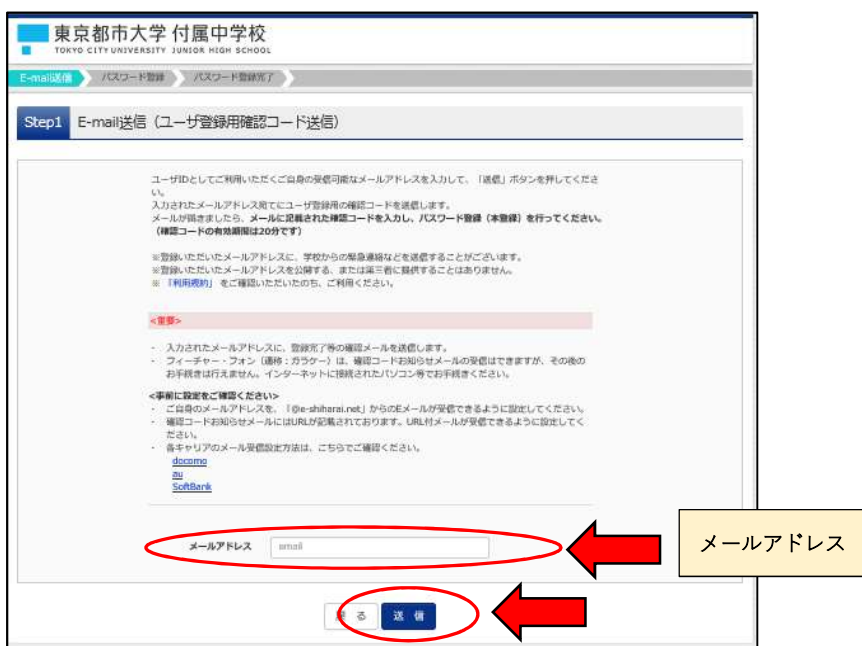 東京都市大学 付属中学校
TOKYO CITY UNIVERSITY JUNIOR HIGH SCHOOL
E-mail送信
パスワード登録
パスワード登録完了
Step1 E-mail送信（ユーザ登録用確認コード送信）
ユーザIDとしてご利用いただくご自身の受信可能なメールアドレスを入力して、「送信」ボタンを押してくださ
い。
入力されたメールアドレス宛てにユーザ登録用の確認コードを送信します。
メールが届きましたら、メールに記載された確認コードを入力し、パスワード登録（本登録）を行ってください。
（確認コードの有効期限は20分です）
※登録いただいたメールアドレスに、学校からの緊急連絡などを送信することがございます。
※登録いただいたメールアドレスを公開する、または第三者に提供することはありません。
※ 「利用規約」 をご確認いただいたのち、ご利用ください。
<重要>
・ 入力されたメールアドレスに、登録完了等の確認メールを送信します。
・ フィーチャー・フォン（通称：ガラケー）は、確認コードお知らせメールの受信はできますが、その後の
お手続きは行えません。インターネットに接続されたパソコン等でお手続きください。
<事前に設定をご確認ください>
・ ご自身のメールアドレスを、「@e-shiharai.net」からのEメールが受信できるように設定してください。
・ 確認コードお知らせメールにはURLが記載されております。URL付メールが受信できるように設定してく
ださい。
・ 各キャリアのメール受信設定方法は、こちらでご確認ください。
docomo
au
SoftBank
メールアドレス email
メールアドレス
戻 る 送 信